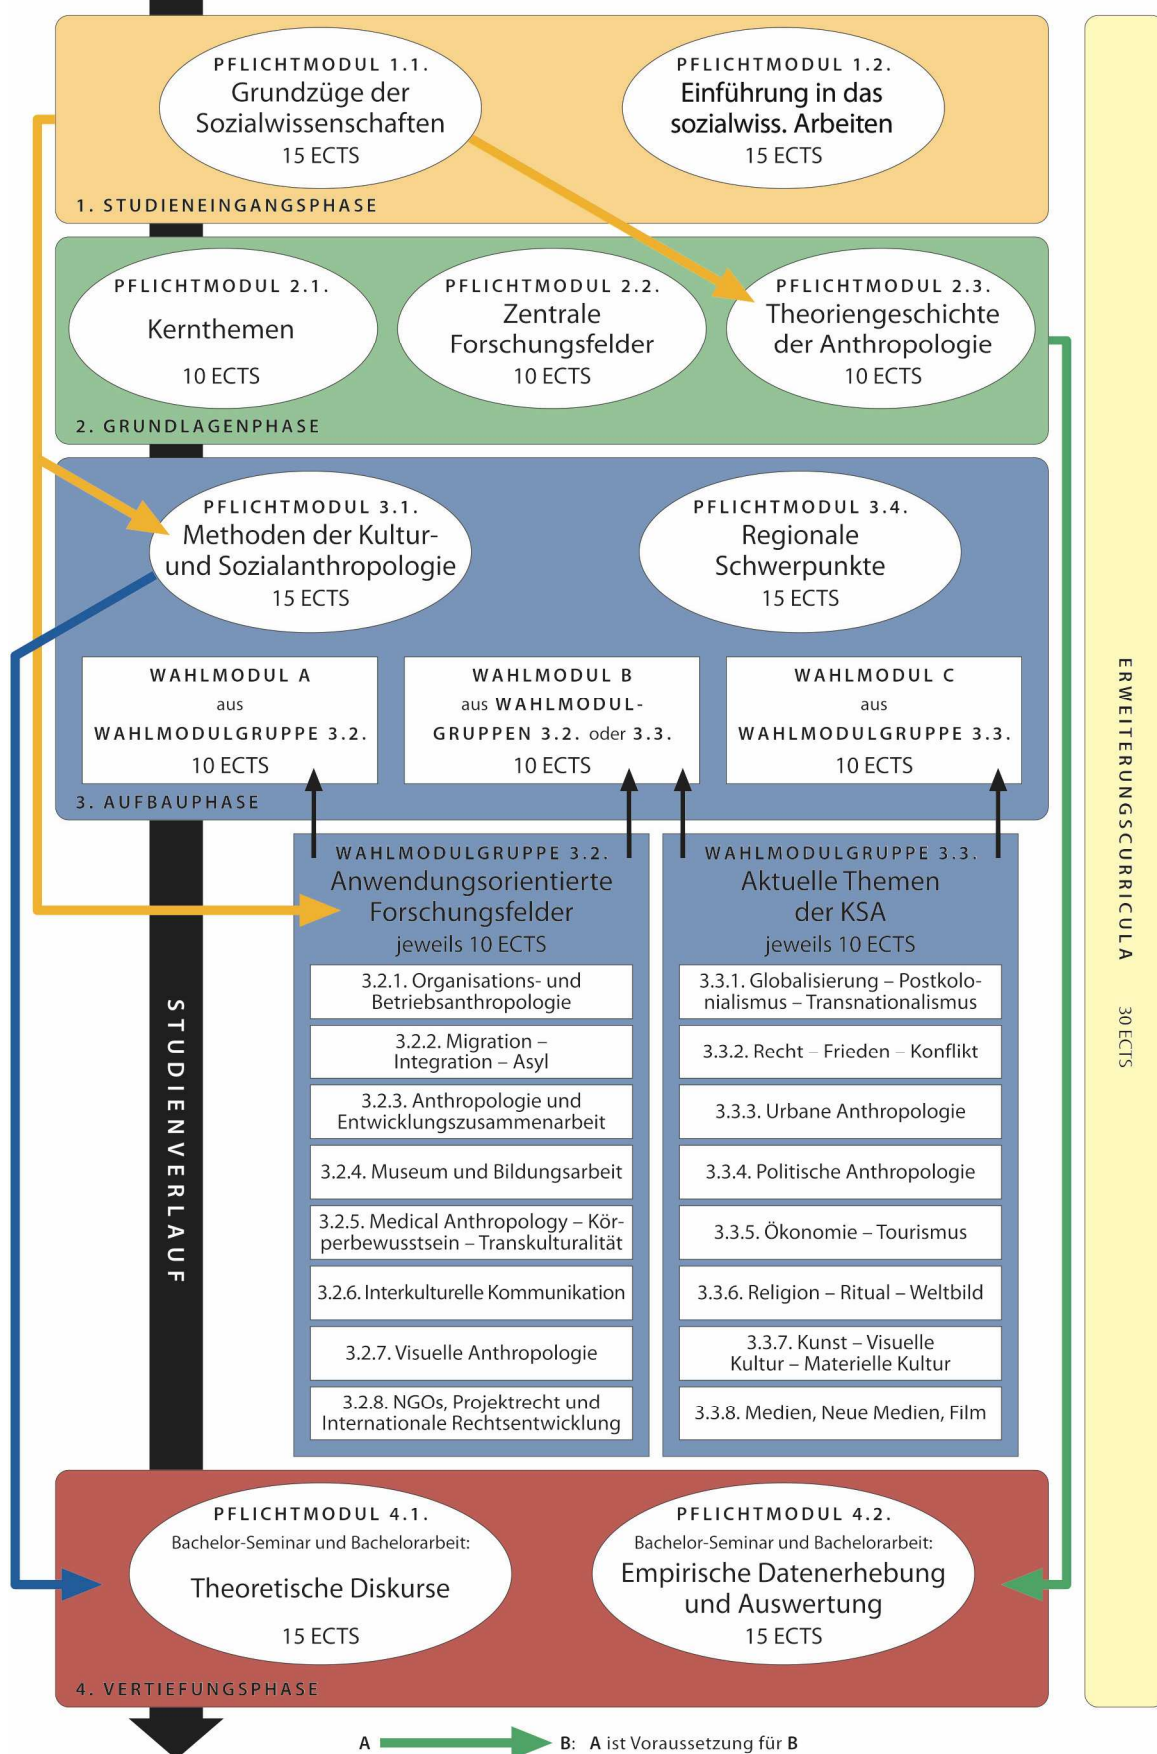 PFLICHTMODUL 1.1.
Grundzüge der
Sozialwissenschaften
15 ECTS
PFLICHTMODUL 1.2.
Einführung in das
sozialwiss. Arbeiten
15 ECTS
1. STUDIENEINGANGSPHASE
PFLICHTMODUL 2.1.
Kernthemen
10 ECTS
PFLICHTMODUL 2.2.
Zentrale
Forschungsfelder
10 ECTS
PFLICHTMODUL 2.3.
Theoriengeschichte
der Anthropologie
10 ECTS
2. GRUNDLAGENPHASE
PFLICHTMODUL 3.1.
Methoden der Kultur-
und Sozialanthropologie
15 ECTS
PFLICHTMODUL 3.4.
Regionale
Schwerpunkte
15 ECTS
WAHLMODUL A
aus
WAHLMODULGRUPPE 3.2.
10 ECTS
WAHLMODUL B
aus WAHLMODUL-
GRUPPEN 3.2. oder 3.3.
10 ECTS
WAHLMODUL C
aus
WAHLMODULGRUPPE 3.3.
10 ECTS
3. AUFBAUPHASE
WAHLMODULGRUPPE 3.2.
Anwendungsorientierte
Forschungsfelder
jeweils 10 ECTS
3.2.1. Organisations- und
Betriebsanthropologie
3.2.2. Migration –
Integration – Asyl
3.2.3. Anthropologie und
Entwicklungszusammenarbeit
3.2.4. Museum und Bildungsarbeit
3.2.5. Medical Anthropology – Kör-
perbewusstsein – Transkulturalität
3.2.6. Interkulturelle Kommunikation
3.2.7. Visuelle Anthropologie
3.2.8. NGOs, Projektrecht und
Internationale Rechtsentwicklung
WAHLMODULGRUPPE 3.3.
Aktuelle Themen
der KSA
jeweils 10 ECTS
3.3.1. Globalisierung – Postkolo-
nialismus – Transnationalismus
3.3.2. Recht – Frieden – Konflikt
3.3.3. Urbane Anthropologie
3.3.4. Politische Anthropologie
3.3.5. Ökonomie – Tourismus
3.3.6. Religion – Ritual – Weltbild
3.3.7. Kunst – Visuelle
Kultur – Materielle Kultur
3.3.8. Medien, Neue Medien, Film
STUDIENVERLAUF
PFLICHTMODUL 4.1.
Bachelor-Seminar und Bachelorarbeit:
Theoretische Diskurse
15 ECTS
PFLICHTMODUL 4.2.
Bachelor-Seminar und Bachelorarbeit:
Empirische Datenerhebung
und Auswertung
15 ECTS
4. VERTIEFUNGSPHASE
ERWEITERUNGSCURRICULA 30 ECTS
A B: A ist Voraussetzung für B